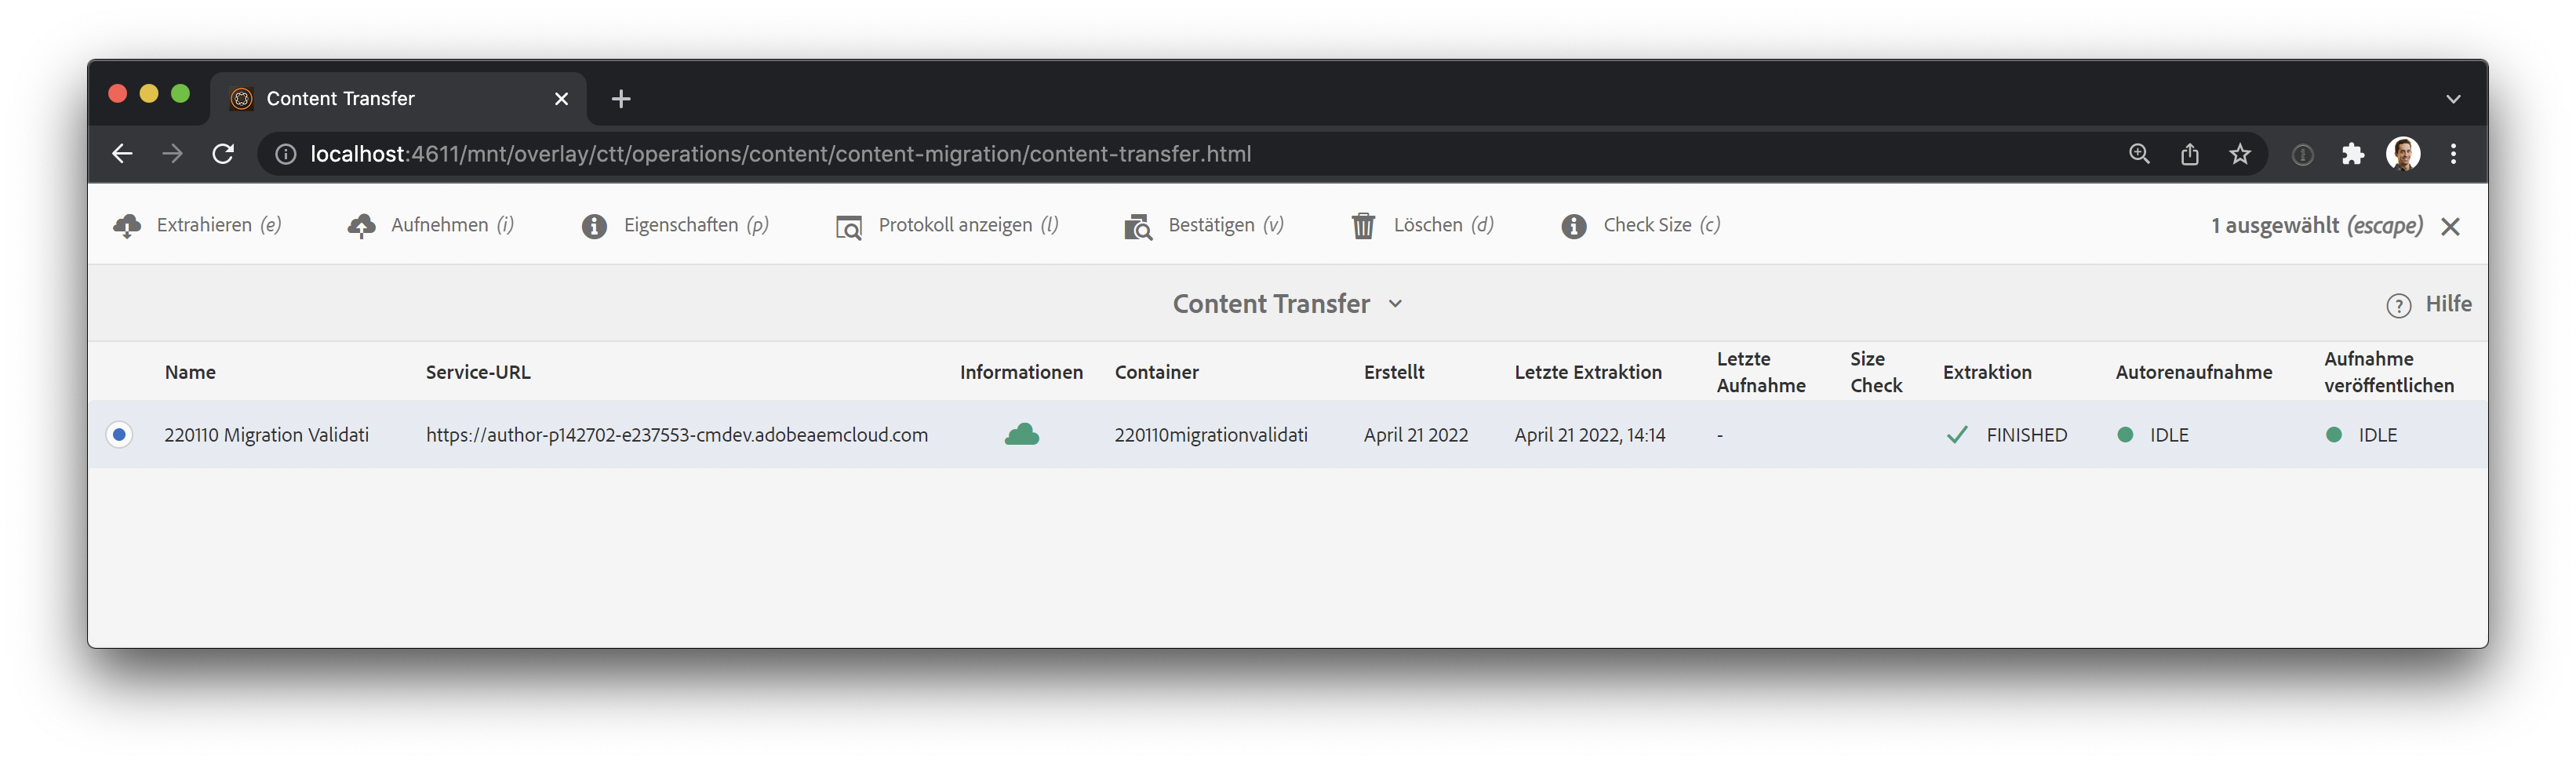 Content Transfer
localhost:4611/mnt/overlay/ctt/operations/content/content-migration/content-transfer.html
Extrahieren (e) Aufnehmen (i) Eigenschaften (p) Protokoll anzeigen (l) Bestätigen (v) Löschen (d) Check Size (c) 1 ausgewählt (escape)
Content Transfer Hilfe
Name Service-URL Informationen Container Erstellt Letzte Extraktion Letzte Aufnahme Size Check Extraktion Autorenaufnahme Aufnahme veröffentlichen
220110 Migration Validati https://author-p142702-e237553-cmdev.adobeaemcloud.com 220110migrationvalidati April 21 2022 April 21 2022, 14:14 - FINISHED IDLE IDLE